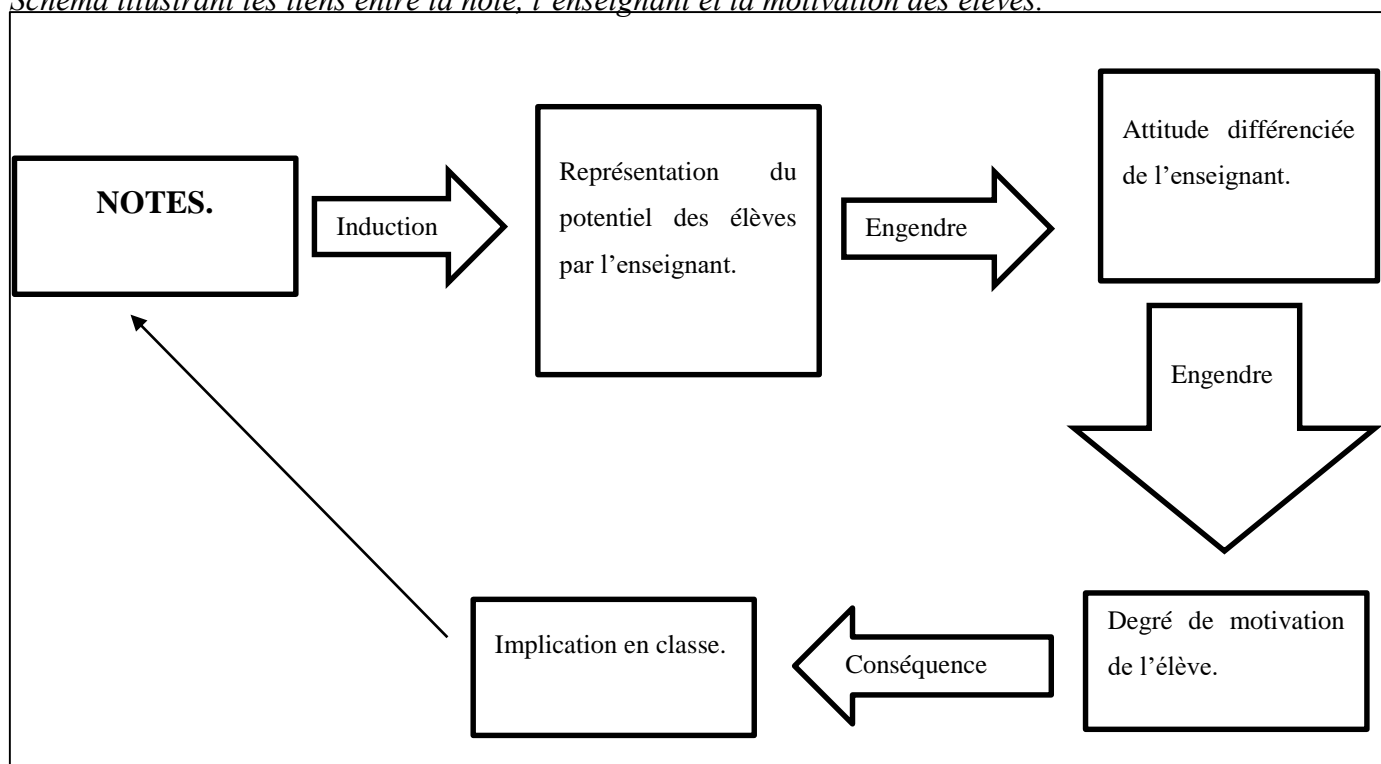 Schéma illustrant les liens entre la note, l’enseignant et la motivation des élèves.
NOTES.
Induction
Représentation du
potentiel des élèves
par l’enseignant.
Engendre
Attitude différenciée
de l’enseignant.
Engendre
Degré de motivation
de l’élève.
Conséquence
Implication en classe.